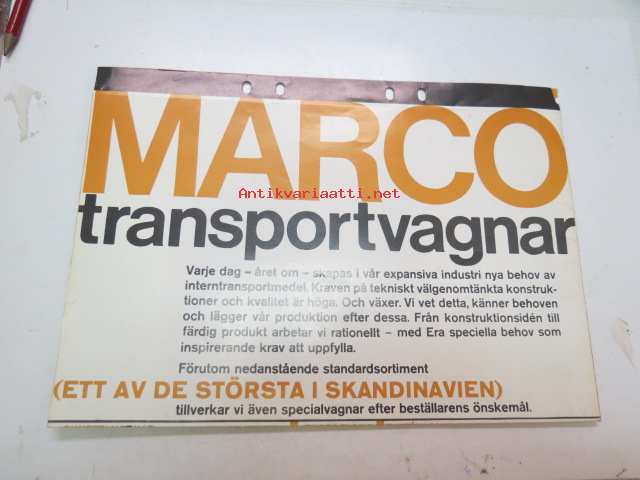 MARCO
Antikvariaatti.net
transportvagnar
Varje dag – året om – skapas i vår expansiva industri nya behov av
interntransportmedel. Kraven på tekniskt välgenomtänkta konstruk-
tioner och kvalitet är höga. Och växer. Vi vet detta, känner behoven
och lägger vår produktion efter dessa. Från konstruktionsidén till
färdig produkt arbetar vi rationellt – med Era speciella behov som
inspirerande krav att uppfylla.
Förutom nedanstående standardsortiment
(ETT AV DE STÖRSTA I SKANDINAVIEN)
tillverkar vi även specialvagnar efter beställarens önskemål.